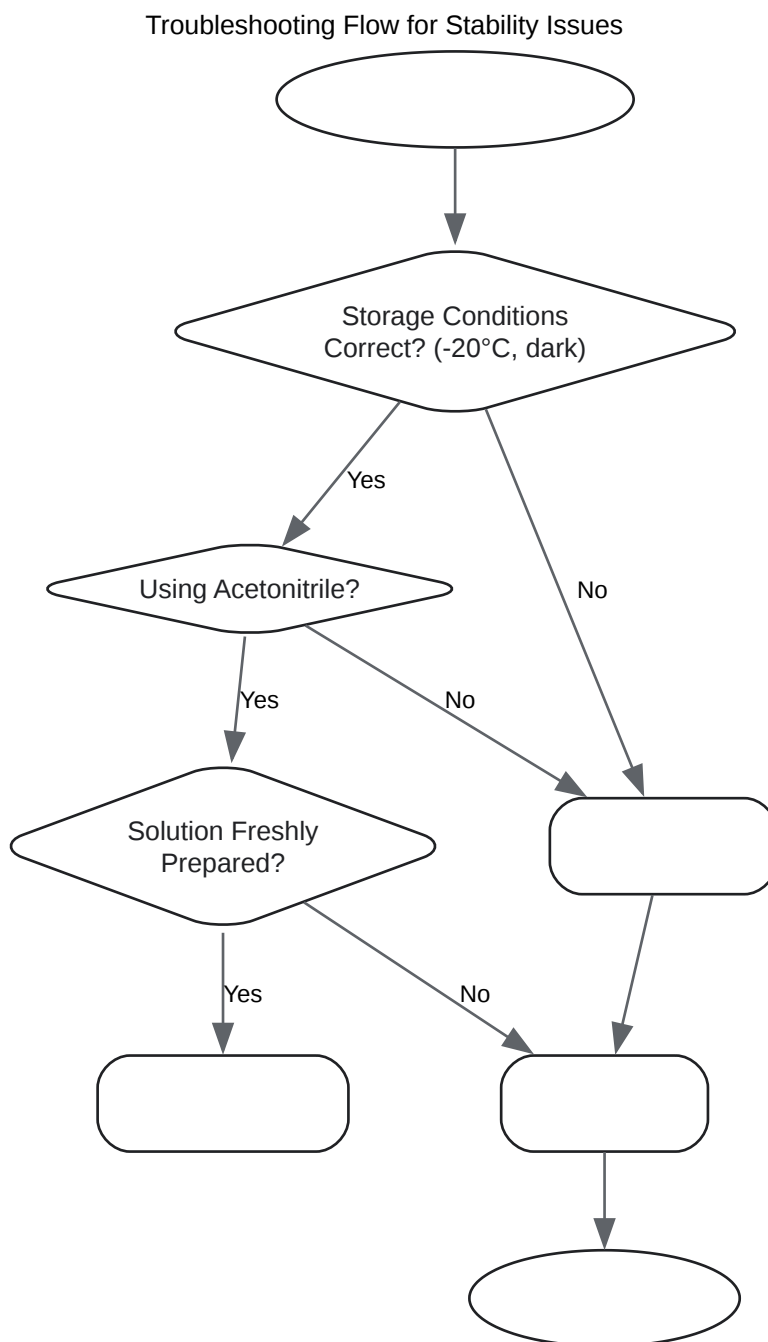 Troubleshooting Flow for Stability Issues
Storage Conditions
Correct? (-20°C, dark)
Yes
Using Acetonitrile?
No
Yes
No
Solution Freshly
Prepared?
Yes
No